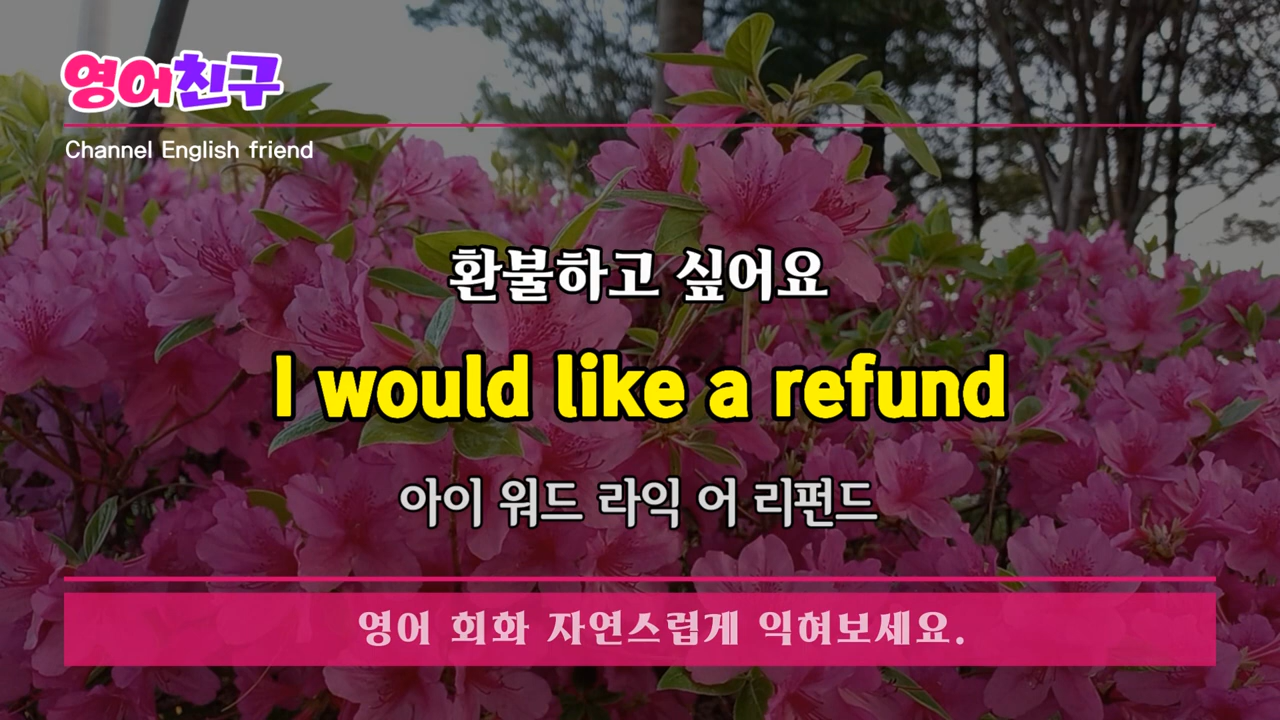 영어친구
Channel English friend
환불하고 싶어요
I would like a refund
아이 워드 라익 어 리펀드
영어 회화 자연스럽게 익혀보세요.